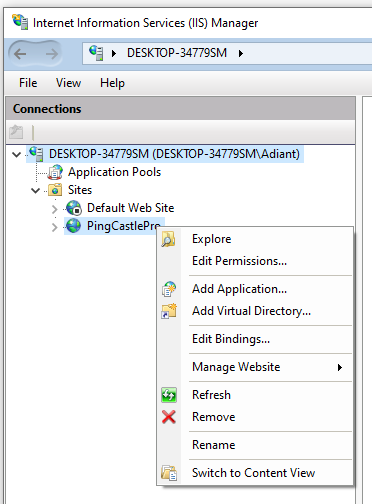 Internet Information Services (IIS) Manager
DESKTOP-34779SM
File View Help
Connections
DESKTOP-34779SM (DESKTOP-34779SM\Adiant)
Application Pools
Sites
Default Web Site
PingCastlePro
Explore
Edit Permissions...
Add Application...
Add Virtual Directory...
Edit Bindings...
Manage Website
Refresh
Remove
Rename
Switch to Content View